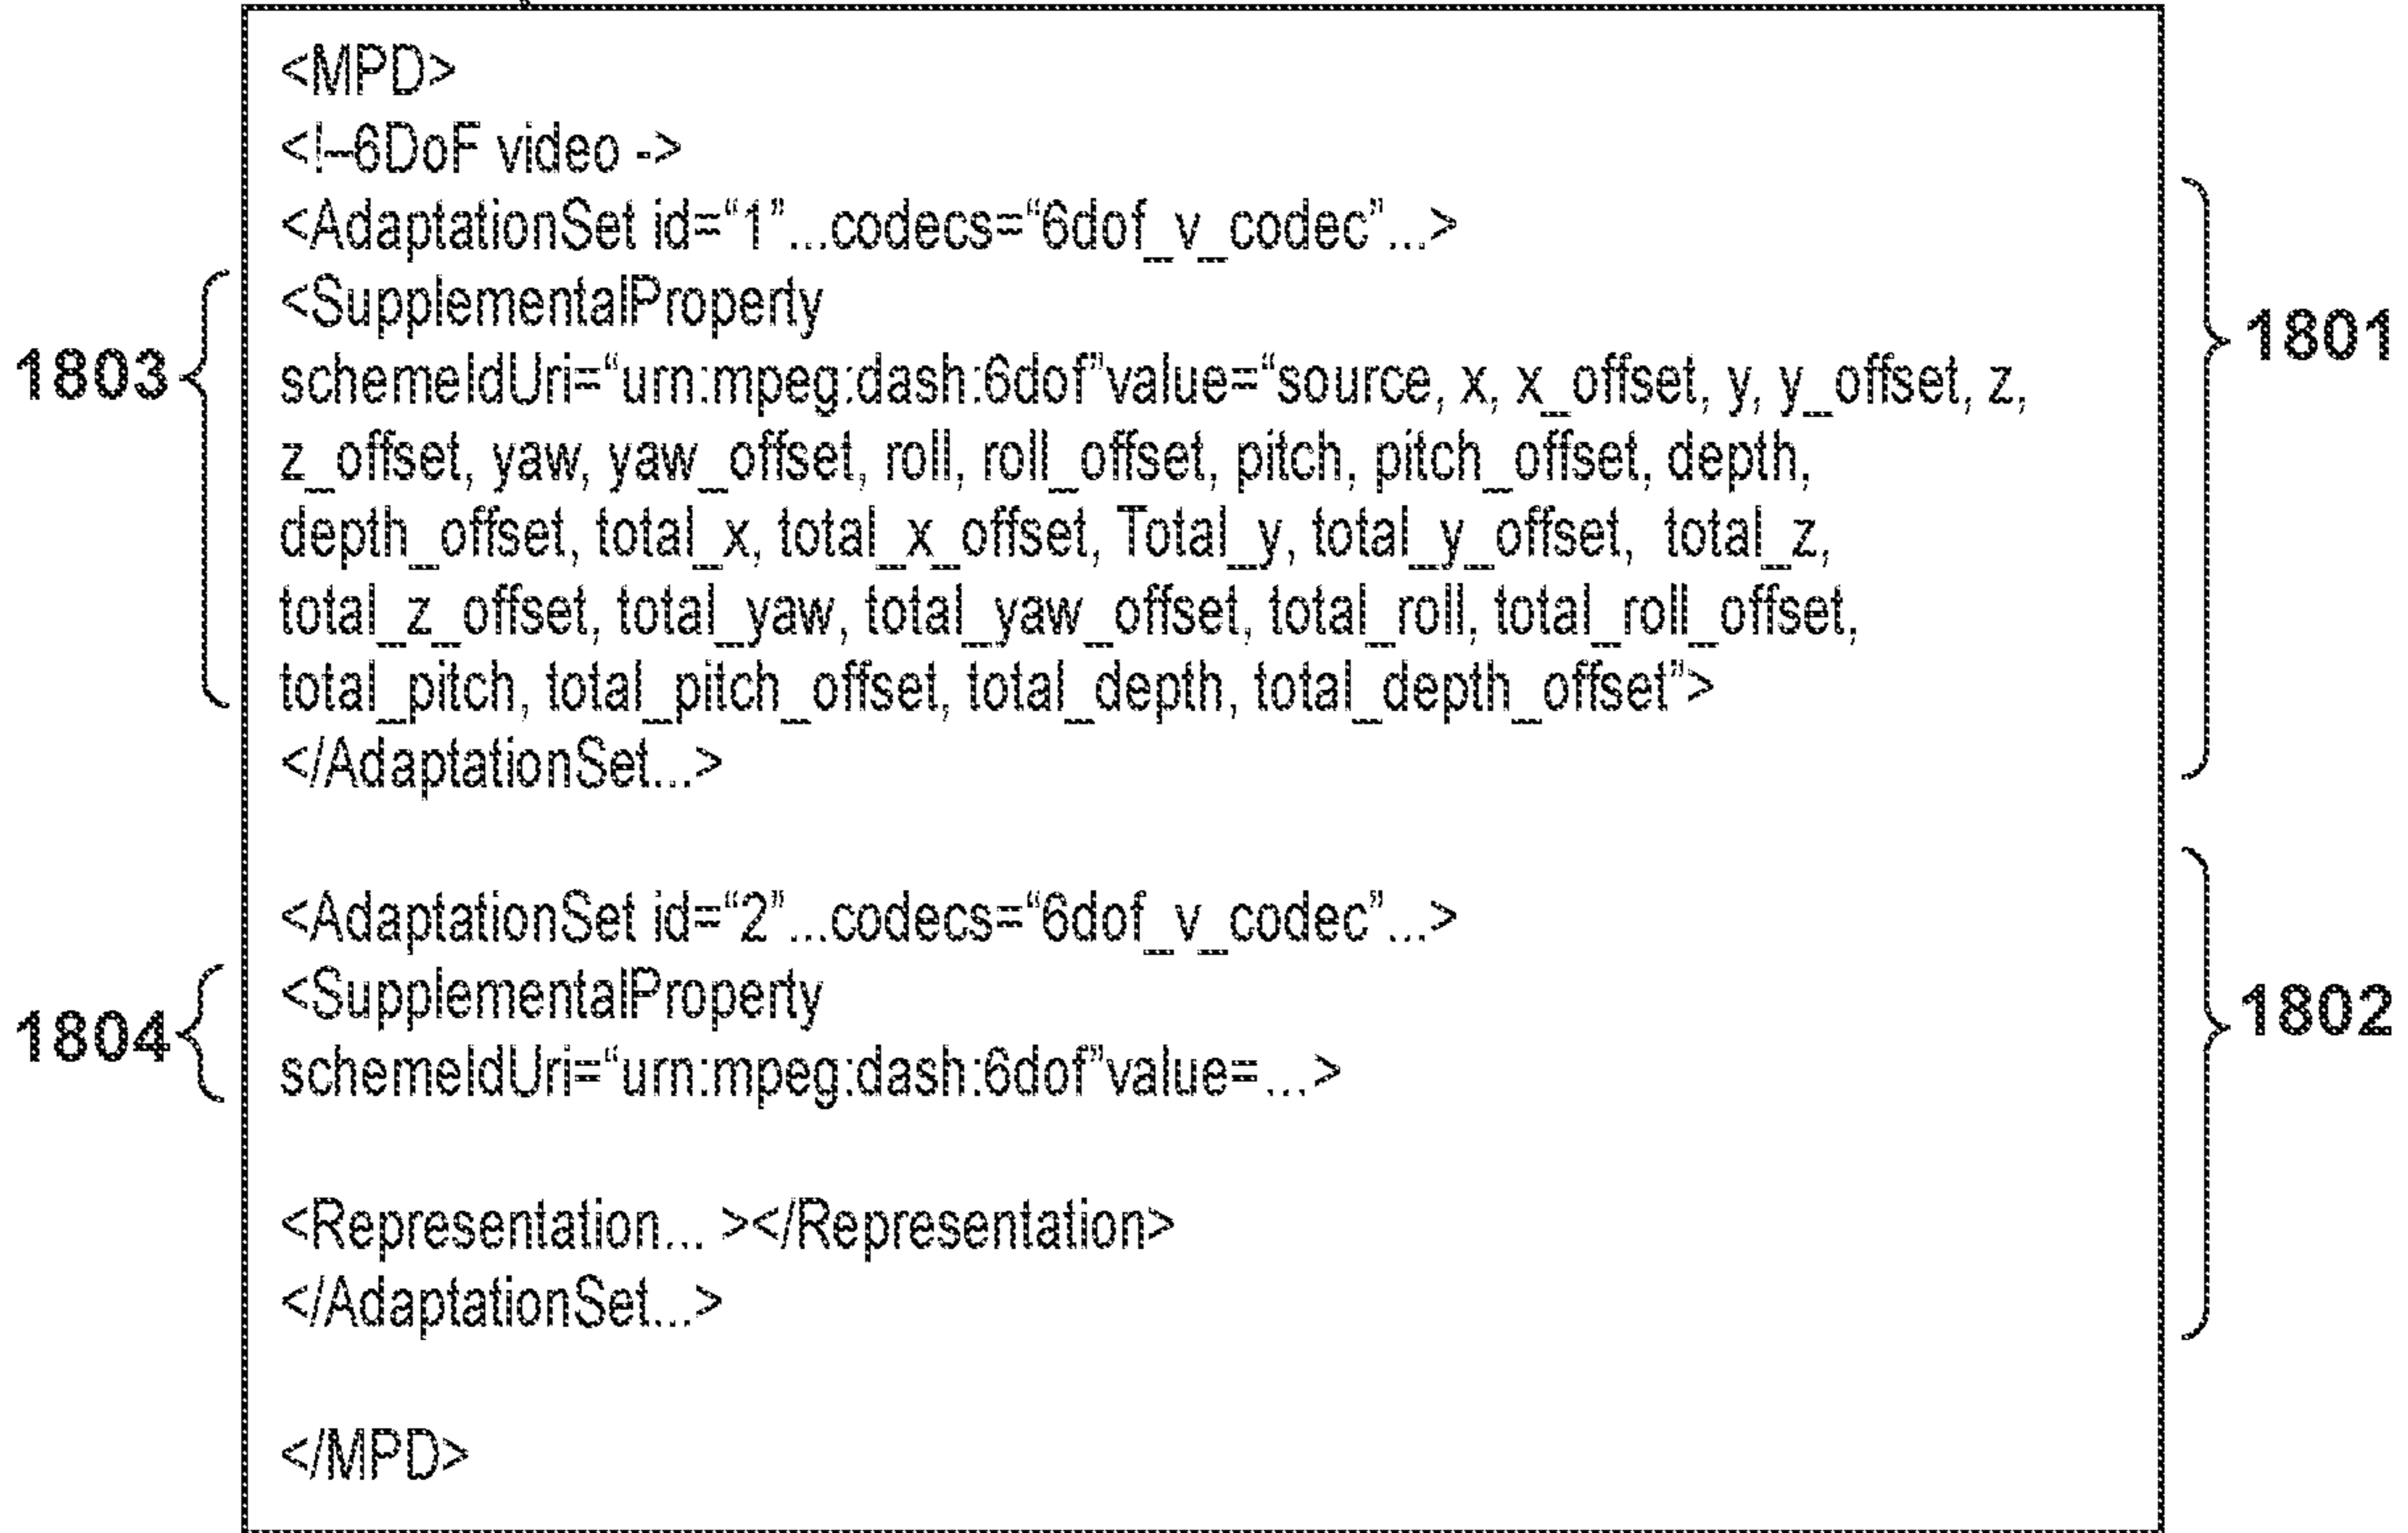 <MPD>
<!--6DoF video ->
<AdaptationSet id="1"...codecs="6dof_v_codec"...>
<SupplementalProperty
1803
1801
schemeIdUri="urn:mpeg:dash:6dof"value="source, x, x_offset, y, y_offset, z,
z_offset, yaw, yaw_offset, roll, roll_offset, pitch, pitch_offset, depth,
depth_offset, total_x, total_x_offset, Total_y, total_y_offset, total_z,
total_z_offset, total_yaw, total_yaw_offset, total_roll, total_roll_offset,
total_pitch, total_pitch_offset, total_depth, total_depth_offset">
</AdaptationSet...>
<AdaptationSet id="2"...codecs="6dof_v_codec"...>
<SupplementalProperty
1804
1802
schemeIdUri="urn:mpeg:dash:6dof"value=...>
<Representation... ></Representation>
</AdaptationSet...>
</MPD>